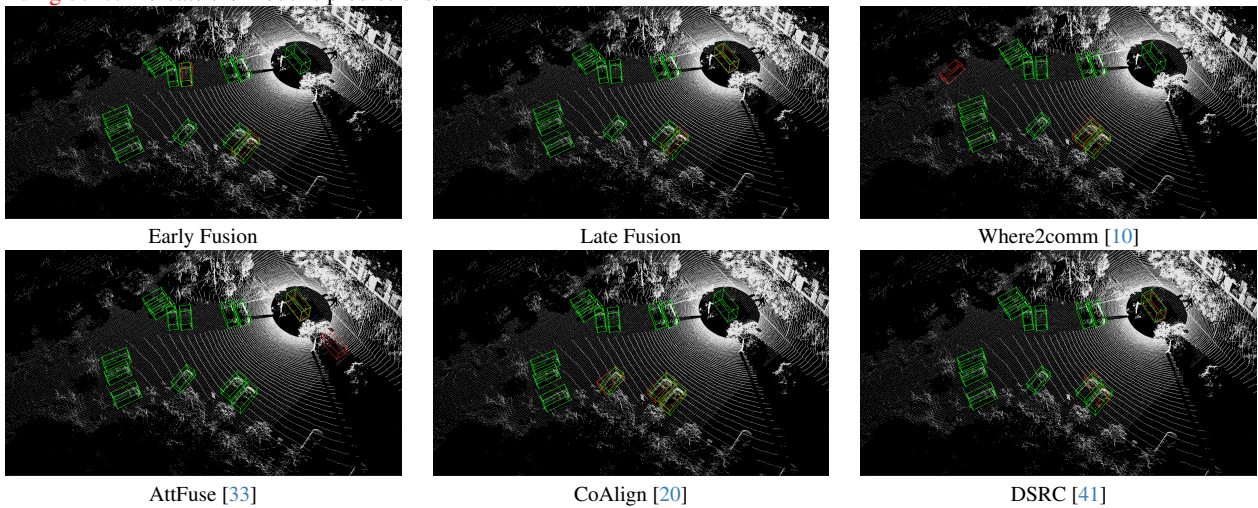 Early Fusion
Late Fusion
Where2comm [10]
AttFuse [33]
CoAlign [20]
DSRC [41]